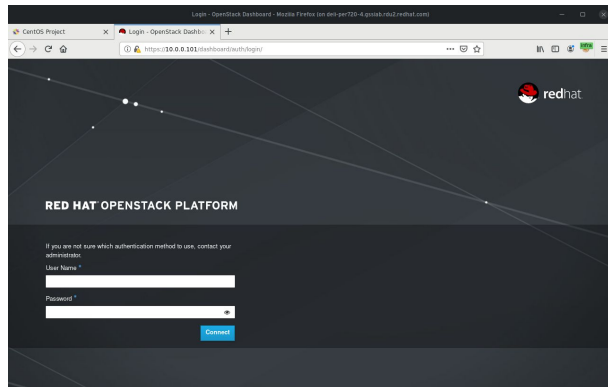 Login - OpenStack Dashboard - Mozilla Firefox (on dell-per720-4.gsslab.rdu2.redhat.com)
CentOS Project
Login - OpenStack Dashbo
https://10.0.0.101/dashboard/auth/login/
redhat
RED HAT OPENSTACK PLATFORM
If you are not sure which authentication method to use, contact your
administrator.
User Name *
Password *
Connect